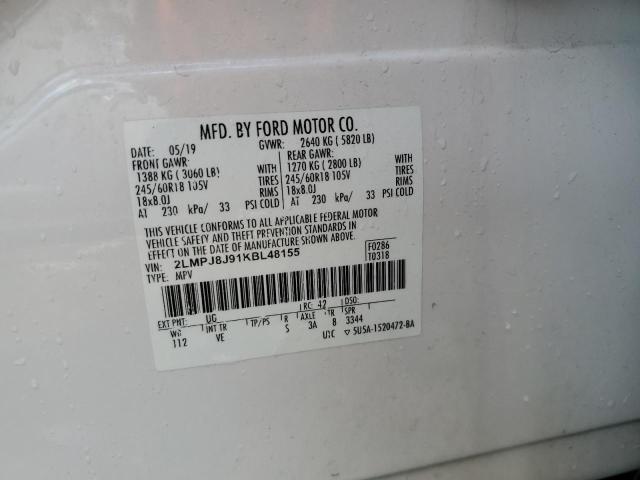 MFD. BY FORD MOTOR CO.
DATE: 05/19 GVWR: 2640 KG ( 5820 LB)
FRONT GAWR: REAR GAWR:
1388 KG ( 3060 LB) WITH 1270 KG ( 2800 LB) WITH
245/60R18 105V TIRES 245/60R18 105V TIRES
18x8.0J RIMS 18x8.0J RIMS
AT 230 kPa/ 33 PSI COLD AT 230 kPa/ 33 PSI COLD
THIS VEHICLE CONFORMS TO ALL APPLICABLE FEDERAL MOTOR
VEHICLE SAFETY AND THEFT PREVENTION STANDARDS IN
EFFECT ON THE DATE OF MANUFACTURE SHOWN ABOVE.
VIN: 2LMPJ8J91KBL48155 F0286
TYPE: MPV T0318
EXT PNT: UG RC: 42 DSO:
WB INT TR TP/PS R AXLE TR SPR
112 VE S 3A 8 3344
UTC ▽ 5U5A-1520472-BA